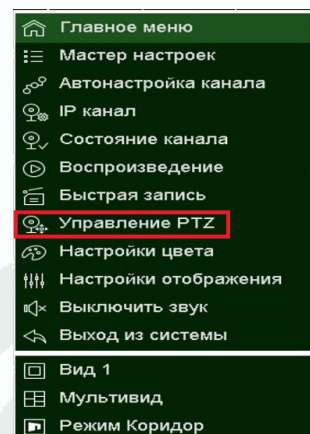 Главное меню
Мастер настроек
Автонастройка канала
IP канал
Состояние канала
Воспроизведение
Быстрая запись
Управление PTZ
Настройки цвета
Настройки отображения
Выключить звук
Выход из системы
Вид 1
Мультивид
Режим Коридор